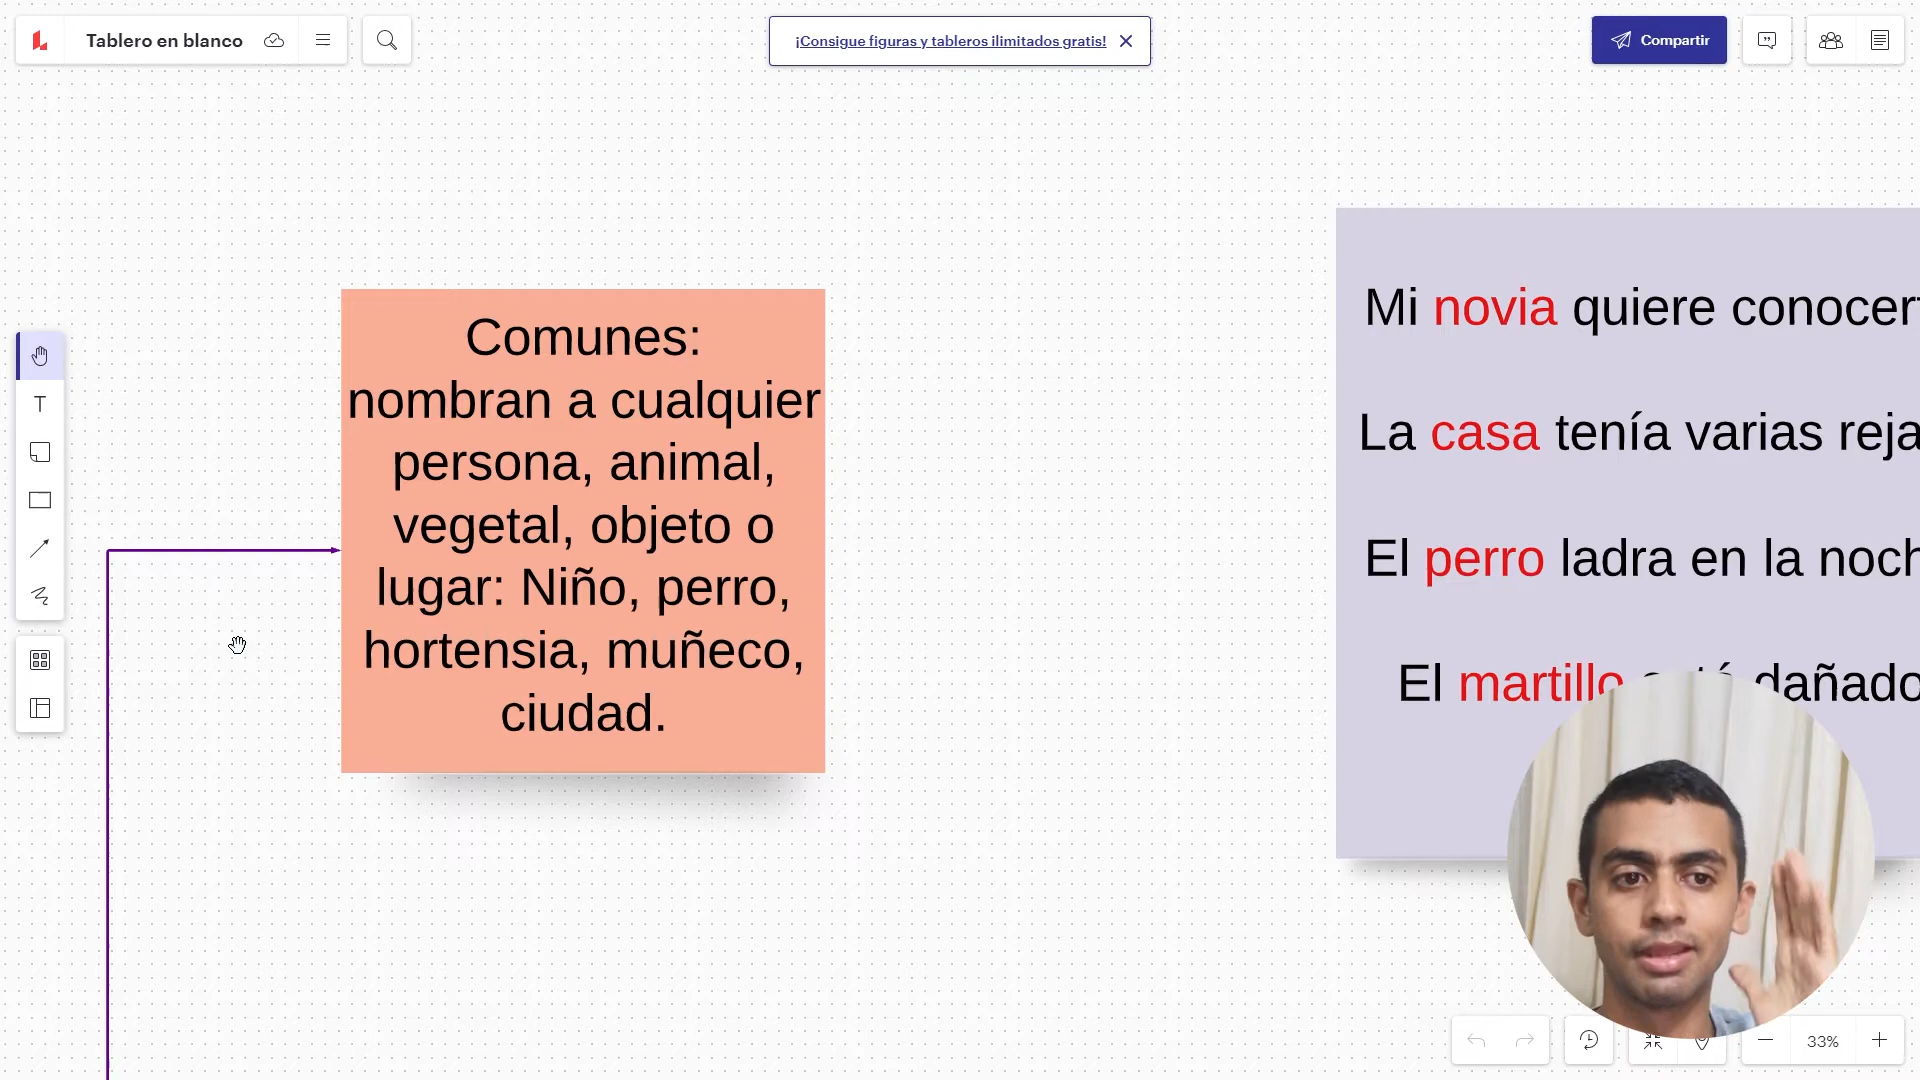 Tablero en blanco
¡Consigue figuras y tableros ilimitados gratis!
Compartir
Comunes:
nombran a cualquier
persona, animal,
vegetal, objeto o
lugar: Niño, perro,
hortensia, muñeco,
ciudad.
Mi novia quiere conocer
La casa tenía varias reja
El perro ladra en la noch
El martillo está dañado
T
33%